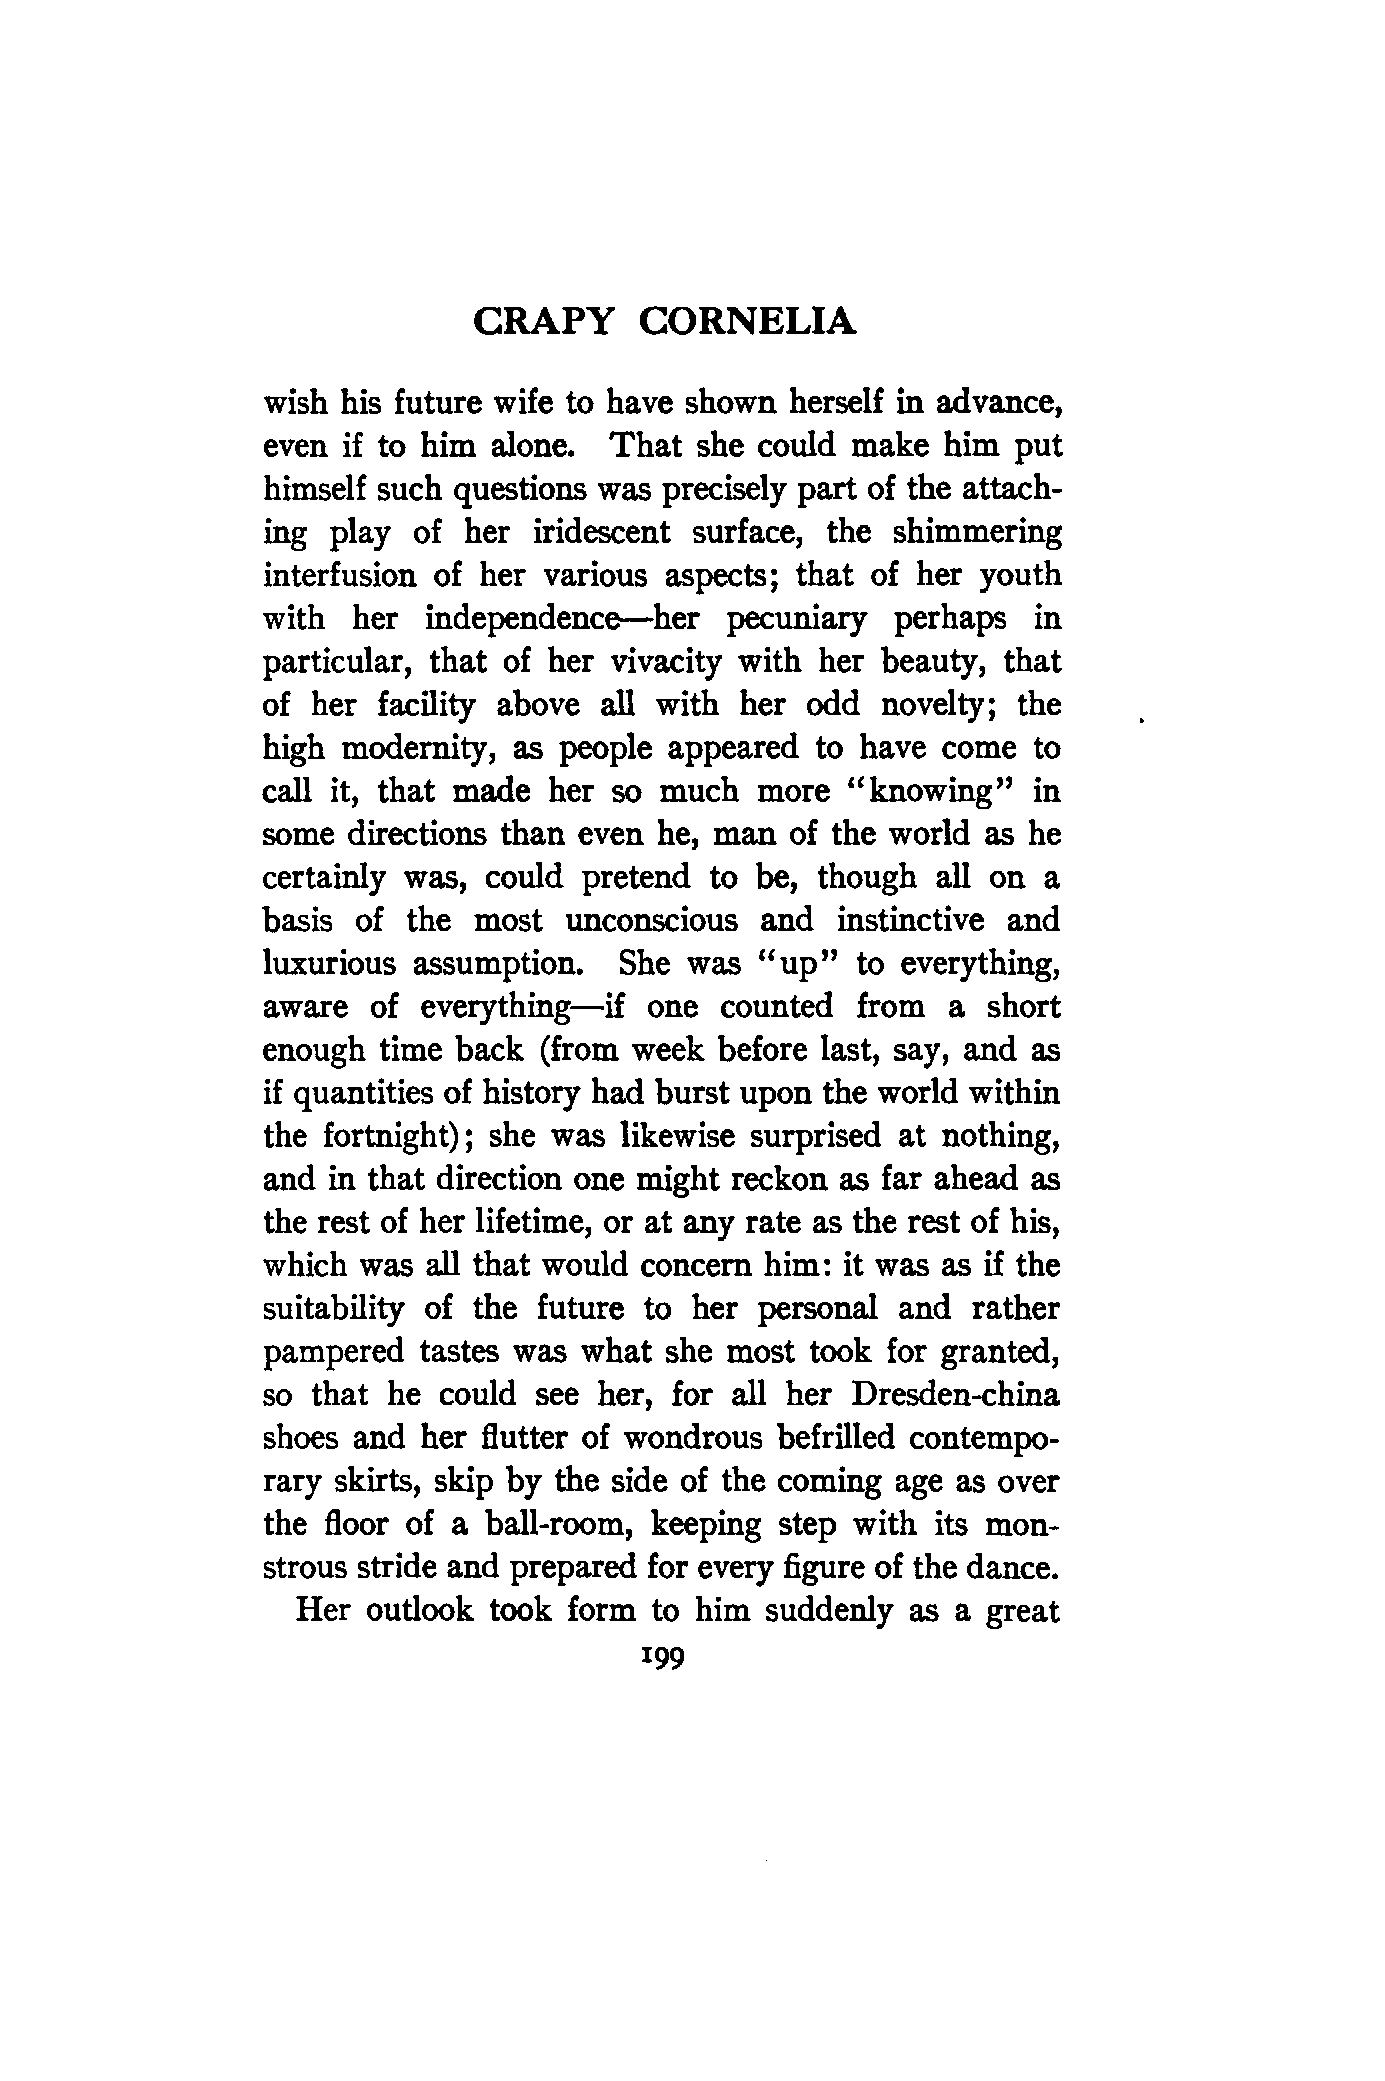 CRAPY CORNELIA
wish his future wife to have shown herself in advance,
even if to him alone. That she could make him put
himself such questions was precisely part of the attach-
ing play of her iridescent surface, the shimmering
interfusion of her various aspects; that of her youth
with her independence—her pecuniary perhaps in
particular, that of her vivacity with her beauty, that
of her facility above all with her odd novelty; the
high modernity, as people appeared to have come to
call it, that made her so much more “knowing” in
some directions than even he, man of the world as he
certainly was, could pretend to be, though all on a
basis of the most unconscious and instinctive and
luxurious assumption. She was “up” to everything,
aware of everything—if one counted from a short
enough time back (from week before last, say, and as
if quantities of history had burst upon the world within
the fortnight); she was likewise surprised at nothing,
and in that direction one might reckon as far ahead as
the rest of her lifetime, or at any rate as the rest of his,
which was all that would concern him: it was as if the
suitability of the future to her personal and rather
pampered tastes was what she most took for granted,
so that he could see her, for all her Dresden-china
shoes and her flutter of wondrous befrilled contempo-
rary skirts, skip by the side of the coming age as over
the floor of a ball-room, keeping step with its mon-
strous stride and prepared for every figure of the dance.
Her outlook took form to him suddenly as a great
199